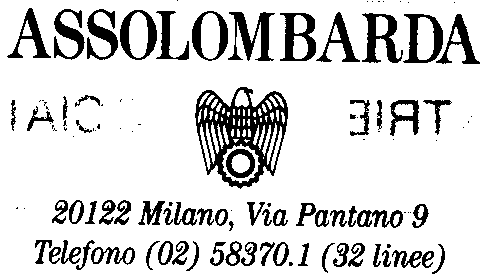 ASSOLOMBARDA
20122 Milano, Via Pantano 9
Telefono (02) 58370.1 (32 linee)